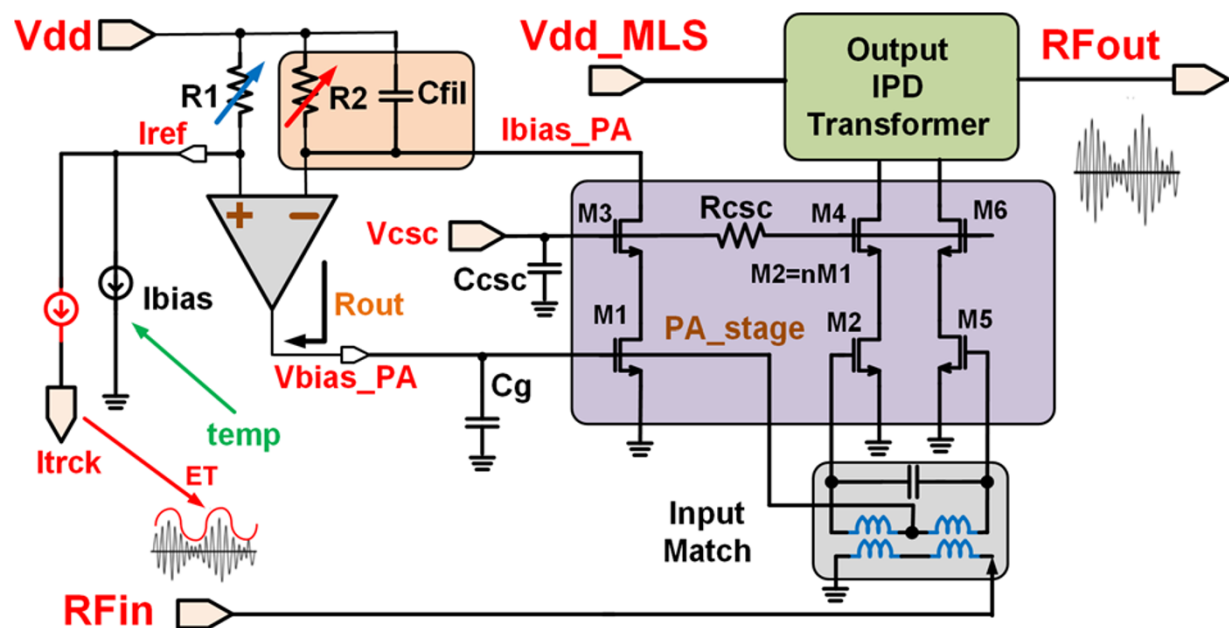 Vdd
Vdd_MLS
Output
IPD
Transformer
RFout
R1
R2
Cfil
Iref
Ibias_PA
+
−
M3
Rcsc
M4
M6
Vcsc
Ccsc
M2=nM1
Ibias
Rout
M1
PA_stage
M2
M5
Vbias_PA
Cg
temp
Itrck
ET
Input
Match
RFin